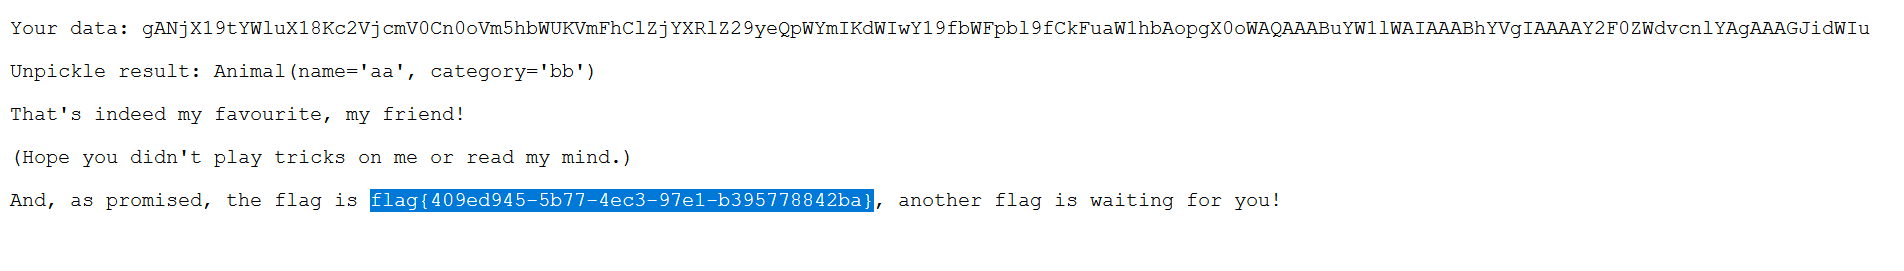 Your data: gANjX19tYWluX18Kc2VjcmV0Cn0oVm5hbWUKVmFhClZjYXRlZ29yeQpWYmIKdWIwY19fbWFpbl9fCkFuaW1hbAopgX0oWAQAAABuYW1lWAIAAABhYVgIAAAAY2F0ZWdvcnlYAgAAAGJidWIu
Unpickle result: Animal(name='aa', category='bb')
That's indeed my favourite, my friend!
(Hope you didn't play tricks on me or read my mind.)
And, as promised, the flag is flag{409ed945-5b77-4ec3-97e1-b395778842ba}, another flag is waiting for you!